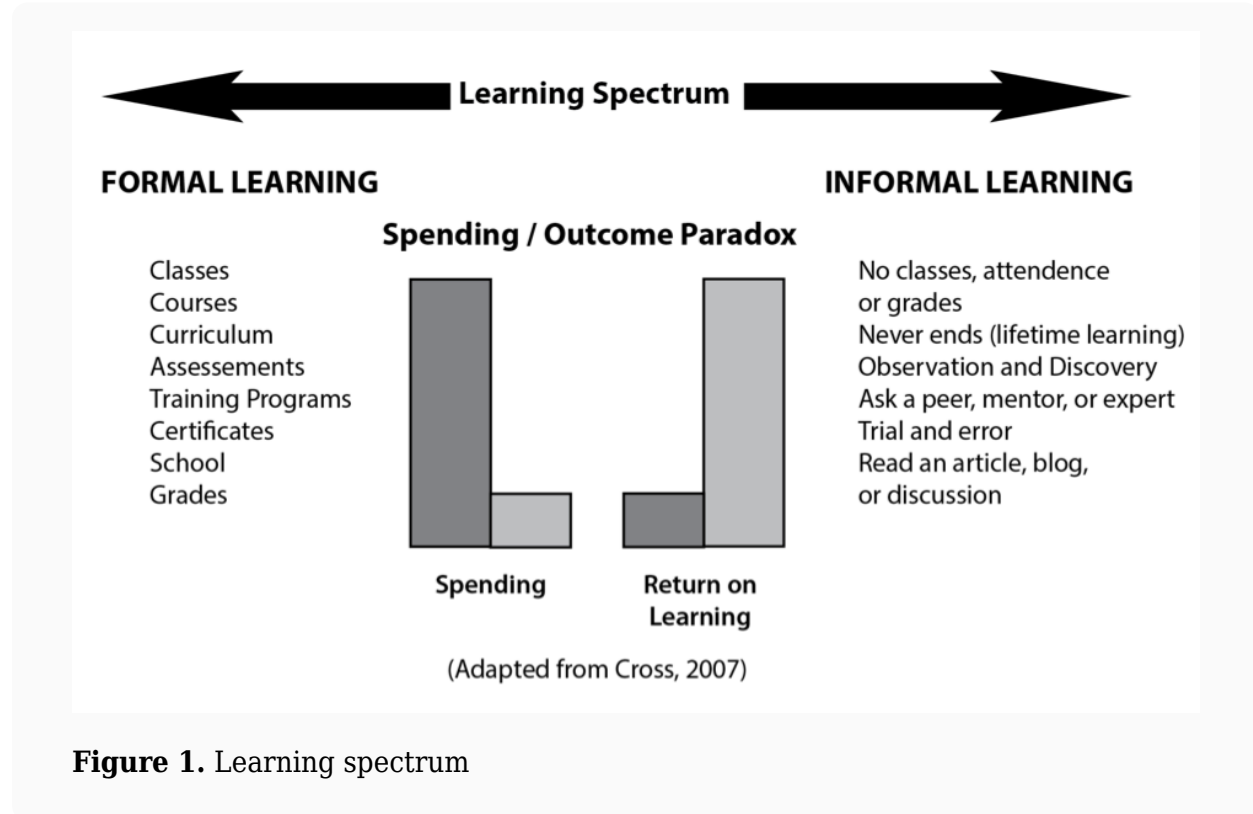 Learning Spectrum
FORMAL LEARNING
INFORMAL LEARNING
Spending / Outcome Paradox
Classes
Courses
Curriculum
Assessements
Training Programs
Certificates
School
Grades
No classes, attendence
or grades
Never ends (lifetime learning)
Observation and Discovery
Ask a peer, mentor, or expert
Trial and error
Read an article, blog,
or discussion
Spending
Return on
Learning
(Adapted from Cross, 2007)
Figure 1. Learning spectrum